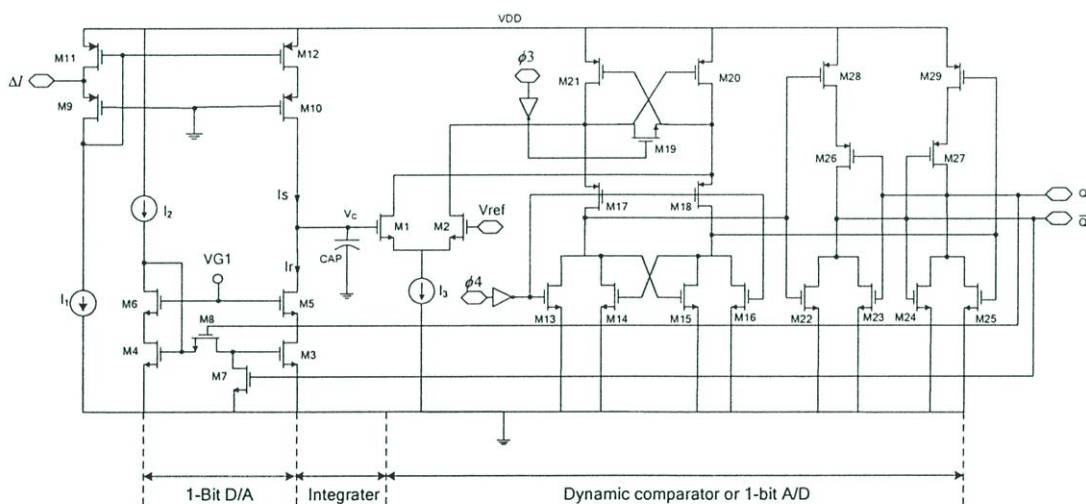 VDD
M11
M12
ϕ3
M21
M20
M28
M29
ΔI
M9
M10
M19
M26
M27
Is
I2
M17
M18
Q
Vc
Vref
Q̅
M1
M2
VG1
CAP
Ir
I1
M6
M5
I3
ϕ4
M8
M13
M14
M15
M16
M22
M23
M24
M25
M4
M3
M7
1-Bit D/A
Integrater
Dynamic comparator or 1-bit A/D